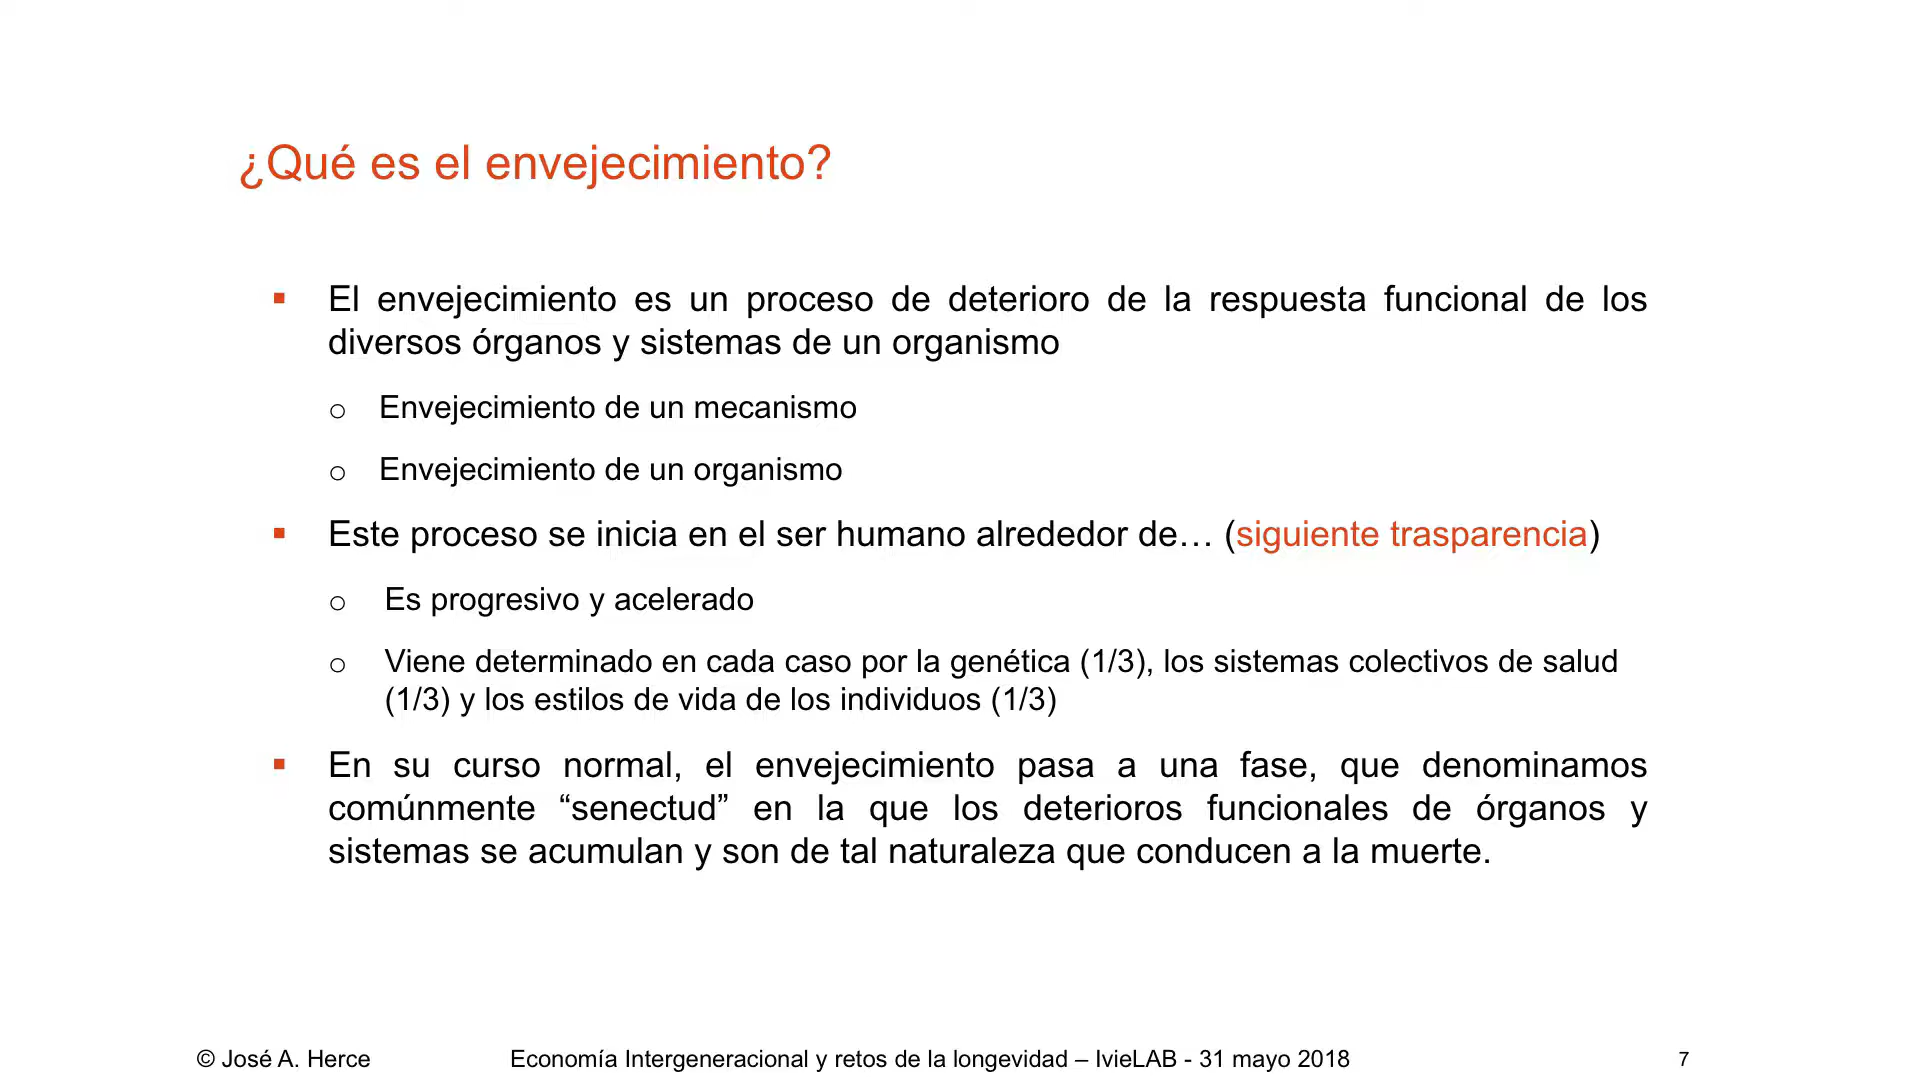 ¿Qué es el envejecimiento?
▪ El envejecimiento es un proceso de deterioro de la respuesta funcional de los
diversos órganos y sistemas de un organismo
o Envejecimiento de un mecanismo
o Envejecimiento de un organismo
▪ Este proceso se inicia en el ser humano alrededor de… (siguiente trasparencia)
o Es progresivo y acelerado
o Viene determinado en cada caso por la genética (1/3), los sistemas colectivos de salud
(1/3) y los estilos de vida de los individuos (1/3)
▪ En su curso normal, el envejecimiento pasa a una fase, que denominamos
comúnmente “senectud” en la que los deterioros funcionales de órganos y
sistemas se acumulan y son de tal naturaleza que conducen a la muerte.
© José A. Herce Economía Intergeneracional y retos de la longevidad – IvieLAB - 31 mayo 2018 7